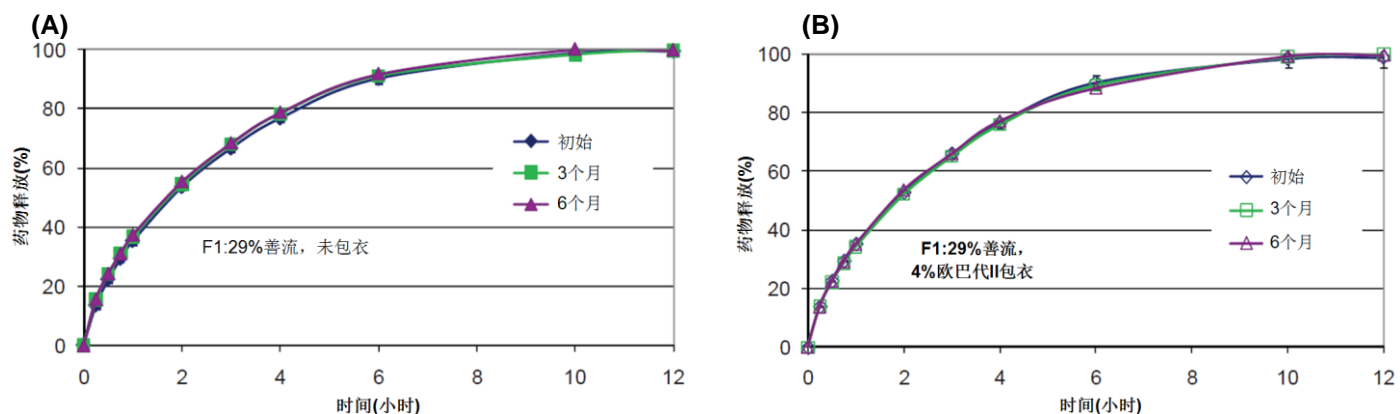 (A)
100
80
60
40
20
0
药物释放(%)
初始
3个月
6个月
F1:29%善流，未包衣
0 2 4 6 8 10 12
时间(小时)
(B)
100
80
60
40
20
0
药物释放(%)
初始
3个月
6个月
F1:29%善流，
4%欧巴代II包衣
0 2 4 6 8 10 12
时间(小时)